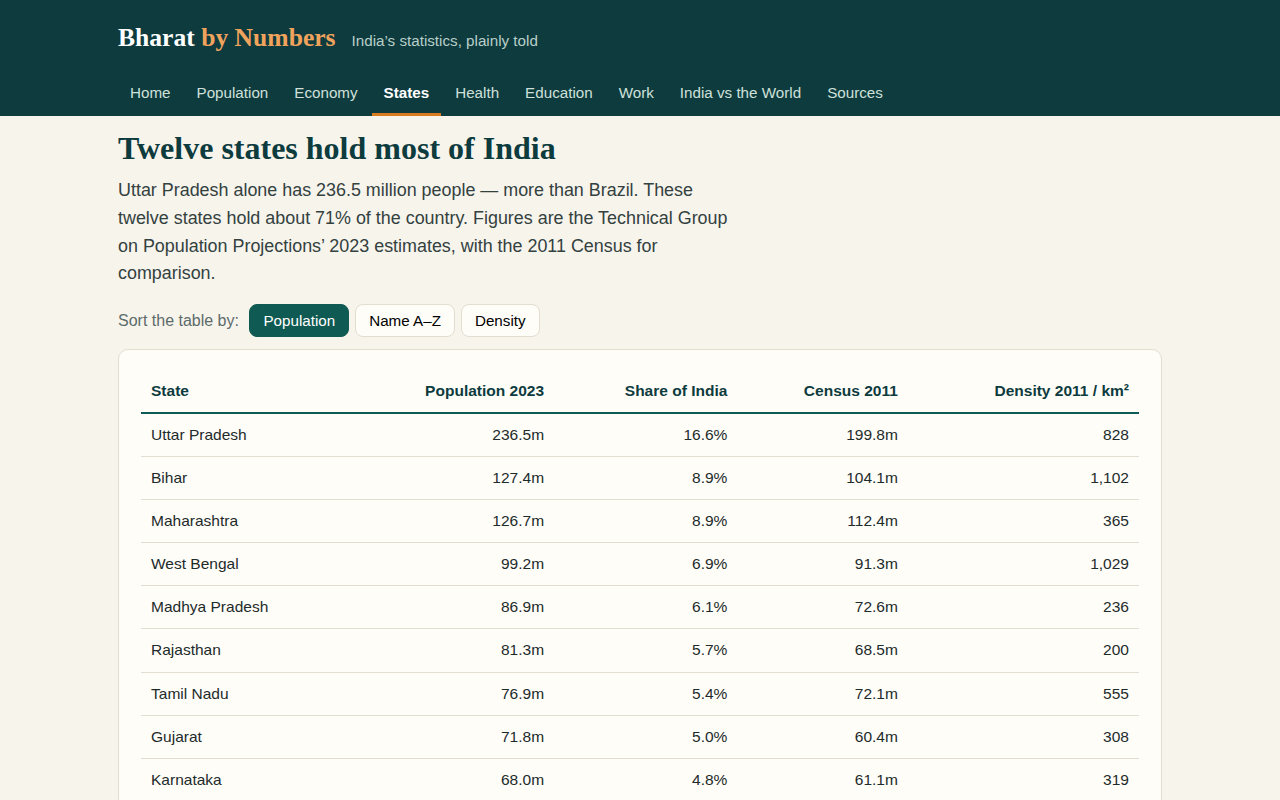 Bharat by Numbers India's statistics, plainly told
Home Population Economy States Health Education Work India vs the World Sources
Twelve states hold most of India
Uttar Pradesh alone has 236.5 million people — more than Brazil. These
twelve states hold about 71% of the country. Figures are the Technical Group
on Population Projections’ 2023 estimates, with the 2011 Census for
comparison.
Sort the table by: Population Name A–Z Density
State Population 2023 Share of India Census 2011 Density 2011 / km²
Uttar Pradesh 236.5m 16.6% 199.8m 828
Bihar 127.4m 8.9% 104.1m 1,102
Maharashtra 126.7m 8.9% 112.4m 365
West Bengal 99.2m 6.9% 91.3m 1,029
Madhya Pradesh 86.9m 6.1% 72.6m 236
Rajasthan 81.3m 5.7% 68.5m 200
Tamil Nadu 76.9m 5.4% 72.1m 555
Gujarat 71.8m 5.0% 60.4m 308
Karnataka 68.0m 4.8% 61.1m 319